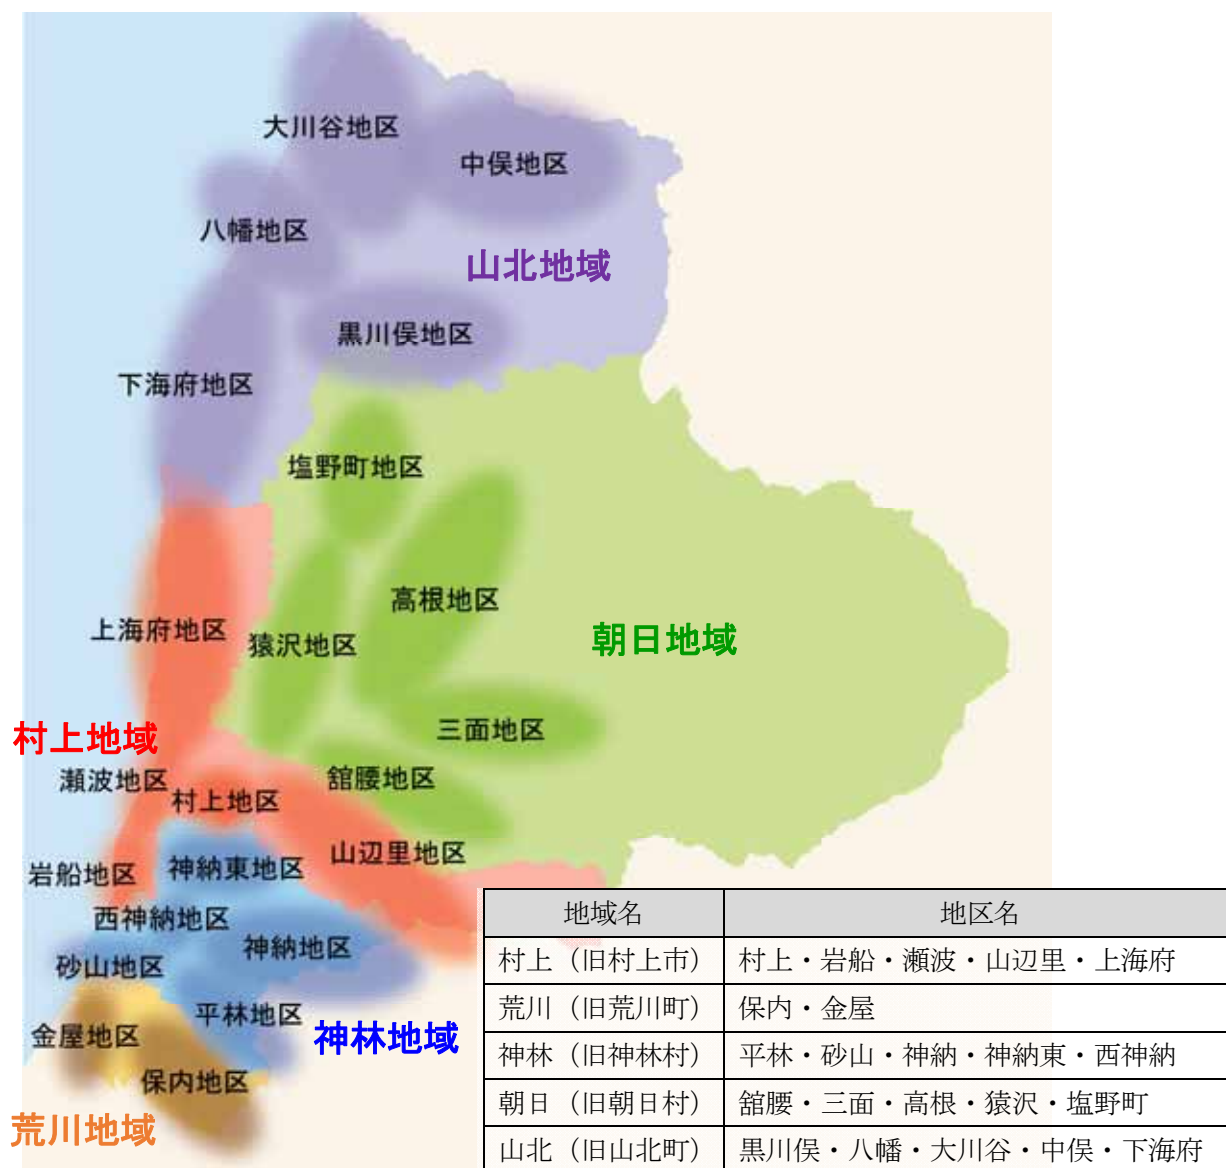 大川谷地区
中俣地区
八幡地区
山北地域
黒川俣地区
下海府地区
塩野町地区
高根地区
上海府地区
猿沢地区
朝日地域
三面地区
村上地域
瀬波地区
舘腰地区
村上地区
山辺里地区
神納東地区
岩船地区
西神納地区
神納地区
砂山地区
平林地区
金屋地区
神林地域
保内地区
荒川地域
地域名 地区名
村上（旧村上市） 村上・岩船・瀬波・山辺里・上海府
荒川（旧荒川町） 保内・金屋
神林（旧神林村） 平林・砂山・神納・神納東・西神納
朝日（旧朝日村） 舘腰・三面・高根・猿沢・塩野町
山北（旧山北町） 黒川俣・八幡・大川谷・中俣・下海府